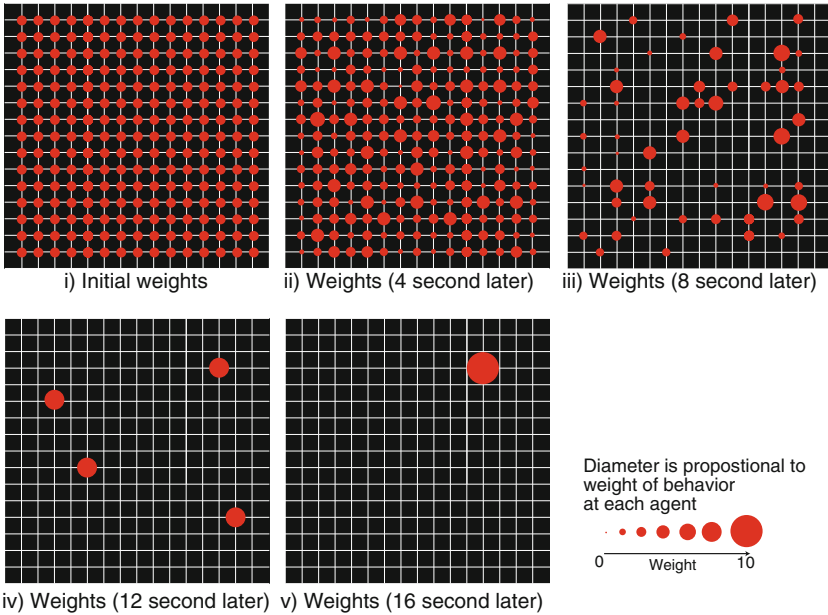 i) Initial weights
ii) Weights (4 second later)
iii) Weights (8 second later)
iv) Weights (12 second later)
v) Weights (16 second later)
Diameter is propostional to
weight of behavior
at each agent
0
Weight
10